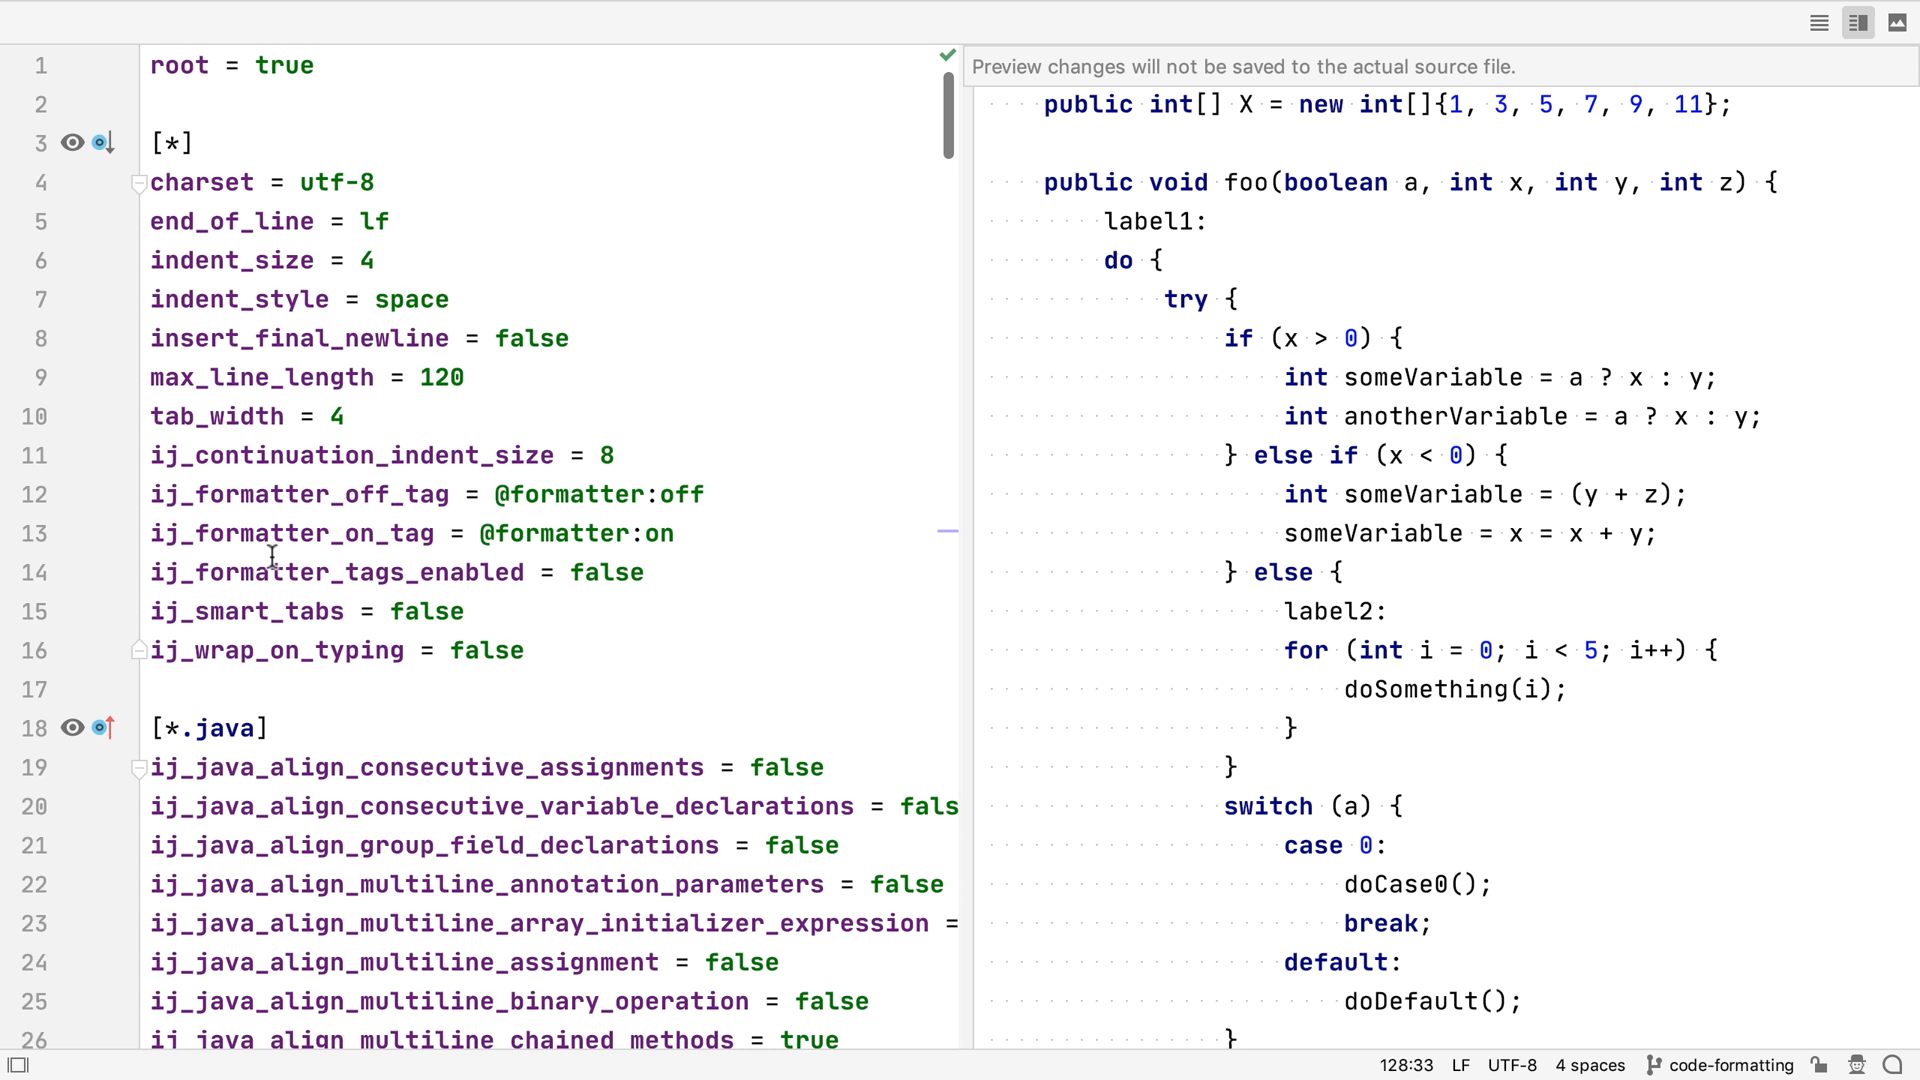 Preview changes will not be saved to the actual source file.
1 root = true
2
3 [*]
4 charset = utf-8
5 end_of_line = lf
6 indent_size = 4
7 indent_style = space
8 insert_final_newline = false
9 max_line_length = 120
10 tab_width = 4
11 ij_continuation_indent_size = 8
12 ij_formatter_off_tag = @formatter:off
13 ij_formatter_on_tag = @formatter:on
14 ij_formatter_tags_enabled = false
15 ij_smart_tabs = false
16 ij_wrap_on_typing = false
17
18 [*.java]
19 ij_java_align_consecutive_assignments = false
20 ij_java_align_consecutive_variable_declarations = fals
21 ij_java_align_group_field_declarations = false
22 ij_java_align_multiline_annotation_parameters = false
23 ij_java_align_multiline_array_initializer_expression =
24 ij_java_align_multiline_assignment = false
25 ij_java_align_multiline_binary_operation = false
26 ij_java_align_multiline_chained_methods = true
public int[] X = new int[]{1, 3, 5, 7, 9, 11};
public void foo(boolean a, int x, int y, int z) {
label1:
do {
try {
if (x > 0) {
int someVariable = a ? x : y;
int anotherVariable = a ? x : y;
} else if (x < 0) {
int someVariable = (y + z);
someVariable = x = x + y;
} else {
label2:
for (int i = 0; i < 5; i++) {
doSomething(i);
}
}
switch (a) {
case 0:
doCase0();
break;
default:
doDefault();
}
128:33 LF UTF-8 4 spaces code-formatting